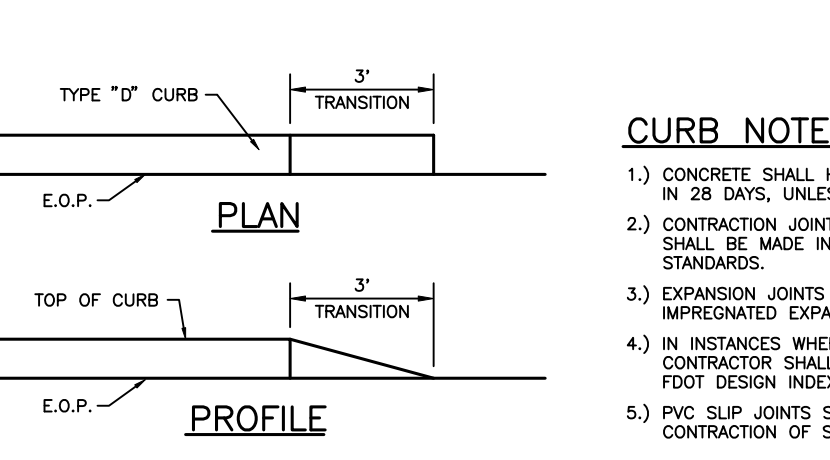 TYPE "D" CURB
3'
TRANSITION
E.O.P.
PLAN
TOP OF CURB
3'
TRANSITION
E.O.P.
PROFILE
CURB NOTE
1.) CONCRETE SHALL
IN 28 DAYS,
2.) CONTRACTION
SHALL BE MADE IN
STANDARDS.
3.) EXPANSION JOINTS
IMPREGNATED
4.) IN INSTANCES
CONTRACTOR
FDOT DESIGN
5.) PVC SLIP JOINTS
CONTRACTION OF